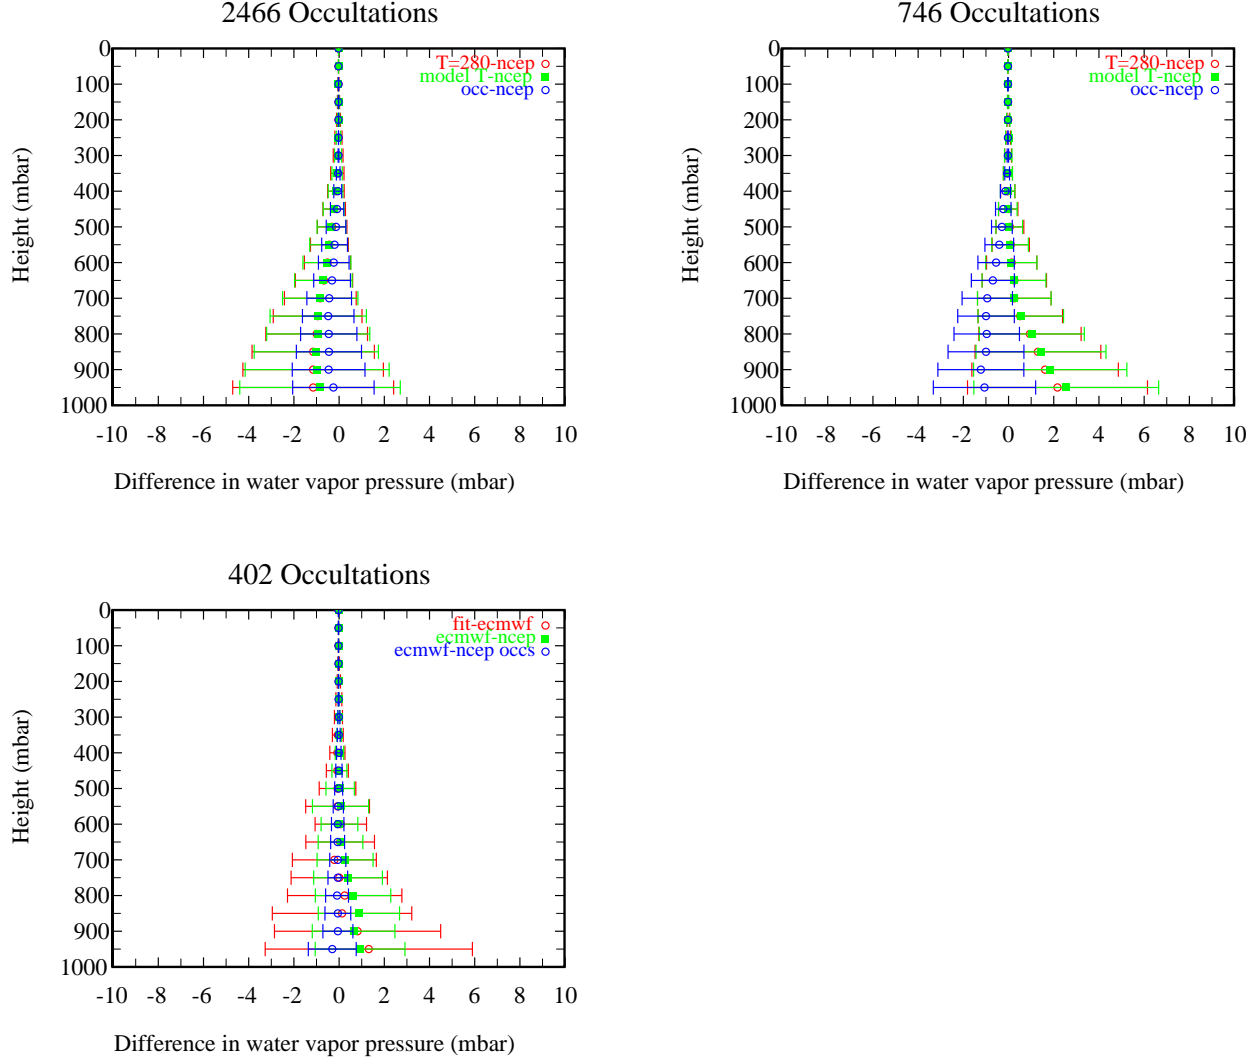 2466 Occultations
0
100
200
300
400
500
600
700
800
900
1000
Height (mbar)
T=280-ncep
model T-ncep
occ-ncep
-10 -8 -6 -4 -2 0 2 4 6 8 10
Difference in water vapor pressure (mbar)
746 Occultations
0
100
200
300
400
500
600
700
800
900
1000
Height (mbar)
T=280-ncep
model T-ncep
occ-ncep
-10 -8 -6 -4 -2 0 2 4 6 8 10
Difference in water vapor pressure (mbar)
402 Occultations
0
100
200
300
400
500
600
700
800
900
1000
Height (mbar)
fit-ecmwf
ecmwf-ncep
ecmwf-ncep occs
-10 -8 -6 -4 -2 0 2 4 6 8 10
Difference in water vapor pressure (mbar)